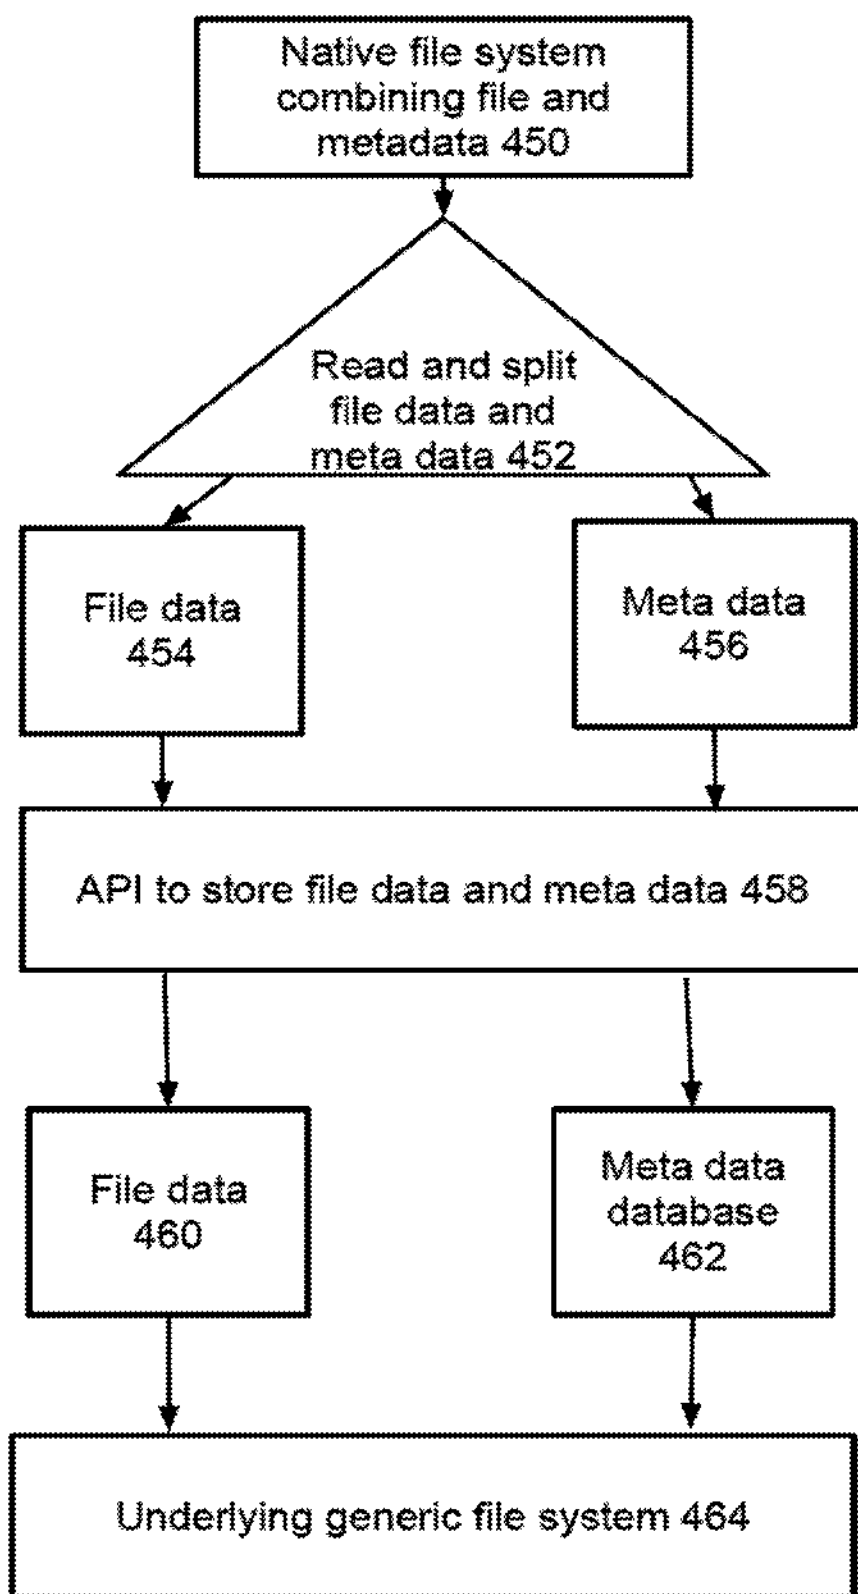 Native file system
combining file and
metadata 450
Read and split
file data and
meta data 452
File data
454
Meta data
456
API to store file data and meta data 458
File data
460
Meta data
database
462
Underlying generic file system 464